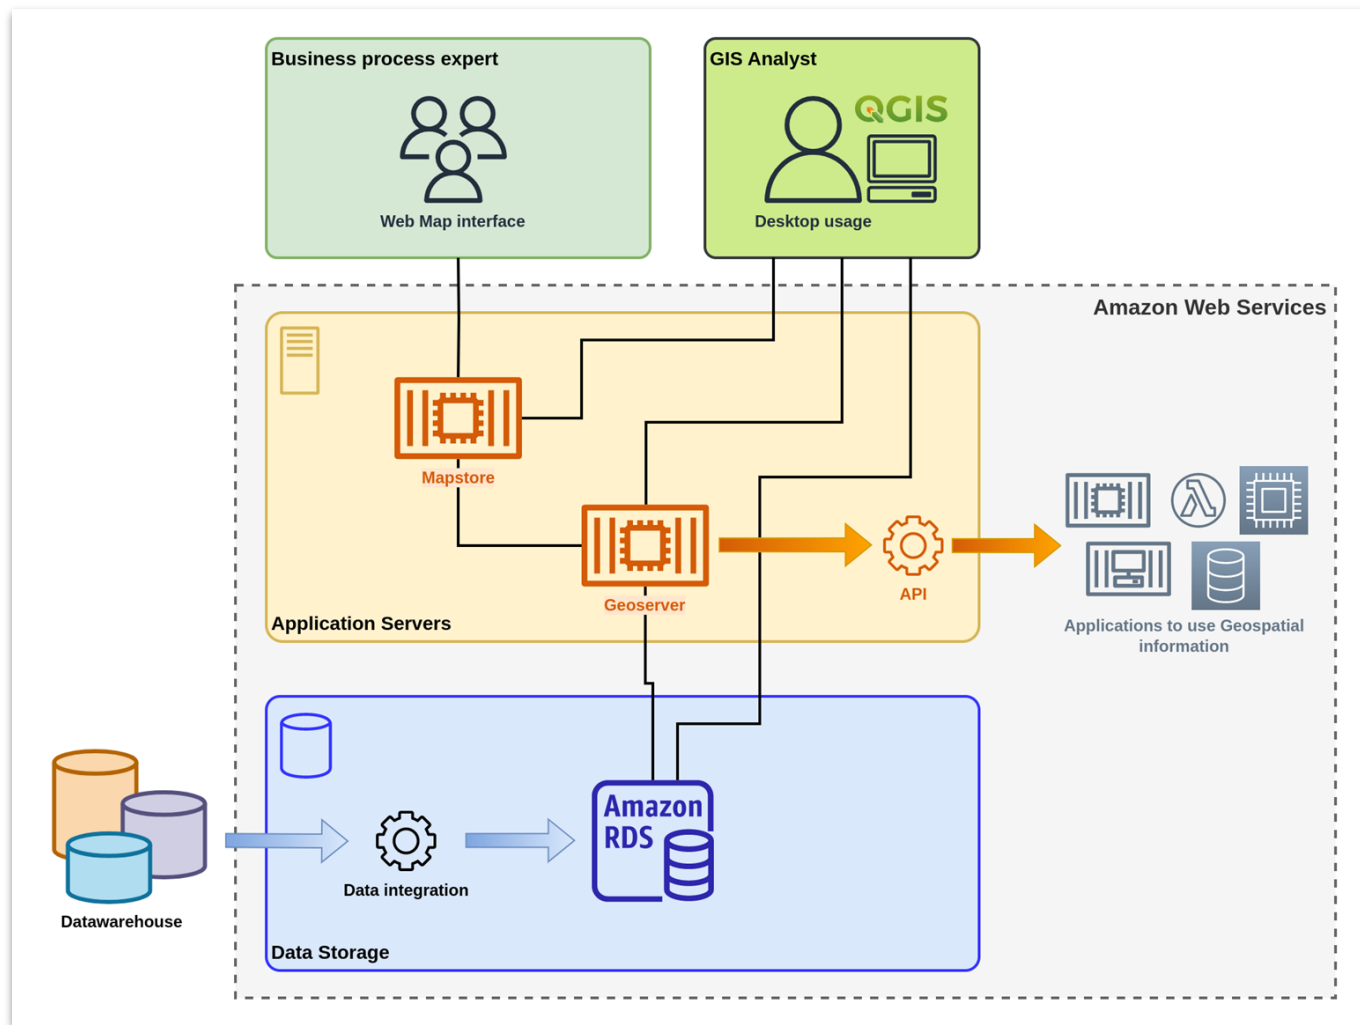 Business process expert
Web Map interface
GIS Analyst
QGIS
Desktop usage
Amazon Web Services
Mapstore
Geoserver
API
Application Servers
Applications to use Geospatial
information
Amazon
RDS
Data integration
Datawarehouse
Data Storage